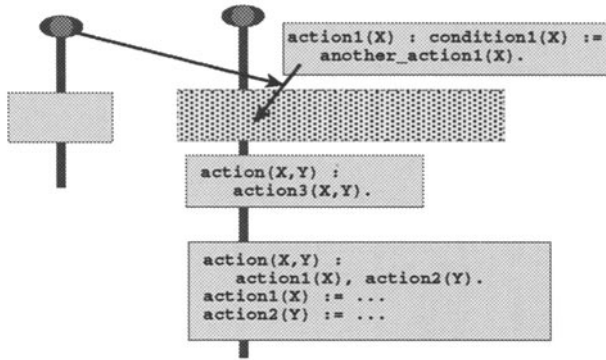 action1(X) : condition1(X) :=
another_action1(X).
action(X,Y) :
action3(X,Y).
action(X,Y) :
action1(X), action2(Y).
action1(X) := ...
action2(Y) := ...